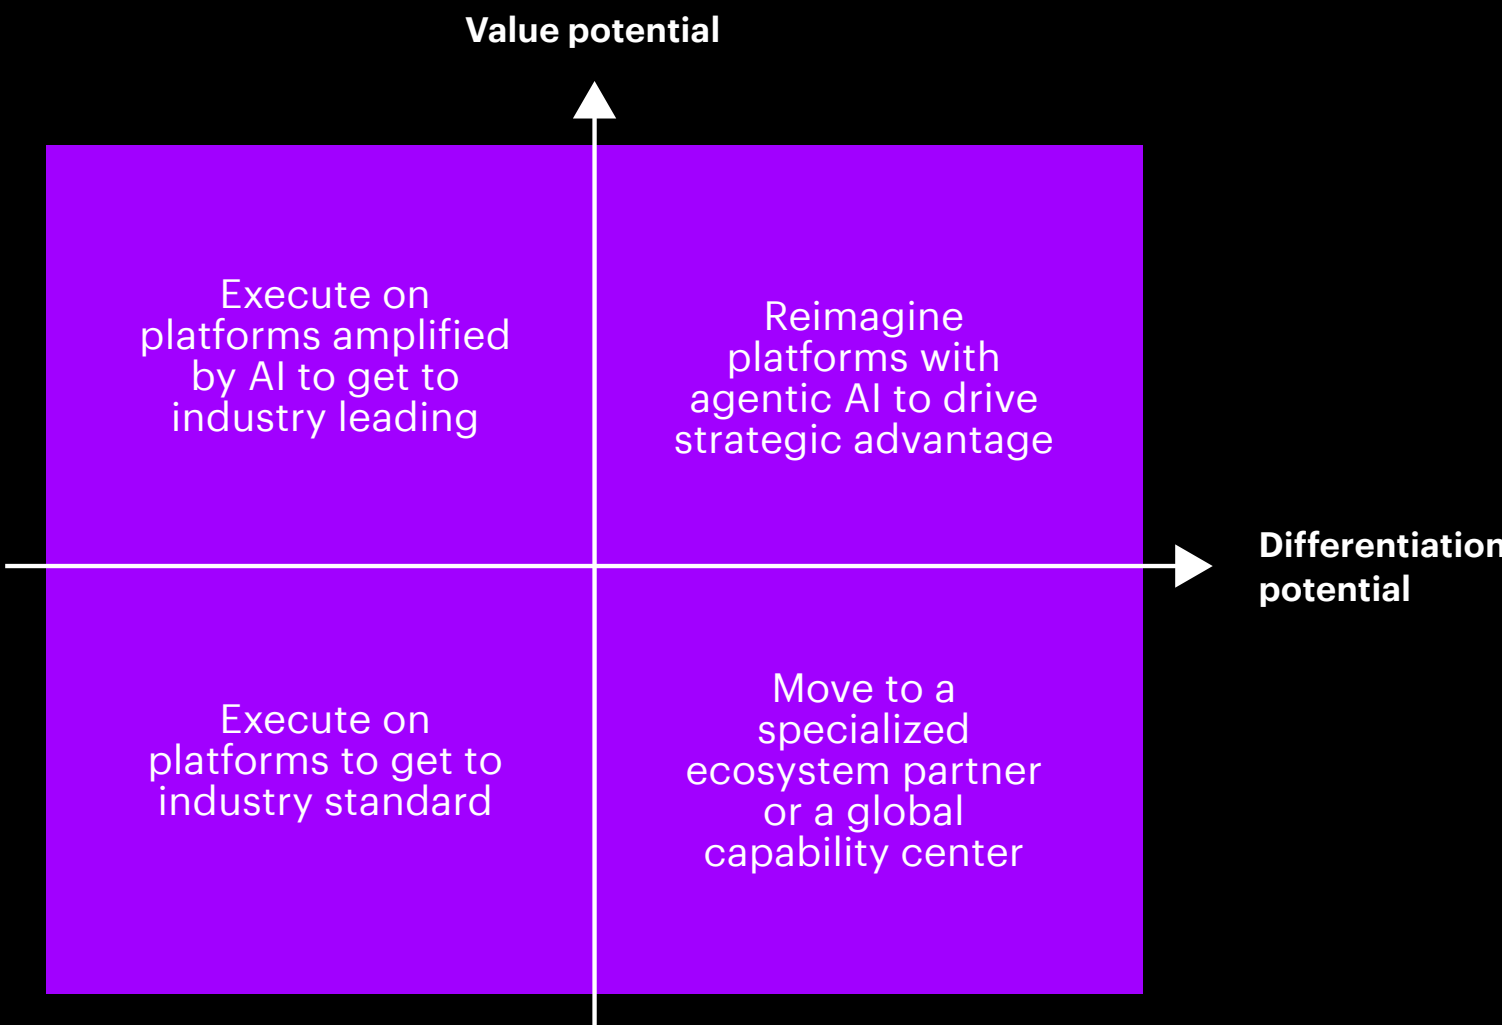 Value potential
Execute on
platforms amplified
by AI to get to
industry leading
Reimagine
platforms with
agentic AI to drive
strategic advantage
Differentiation
potential
Execute on
platforms to get to
industry standard
Move to a
specialized
ecosystem partner
or a global
capability center